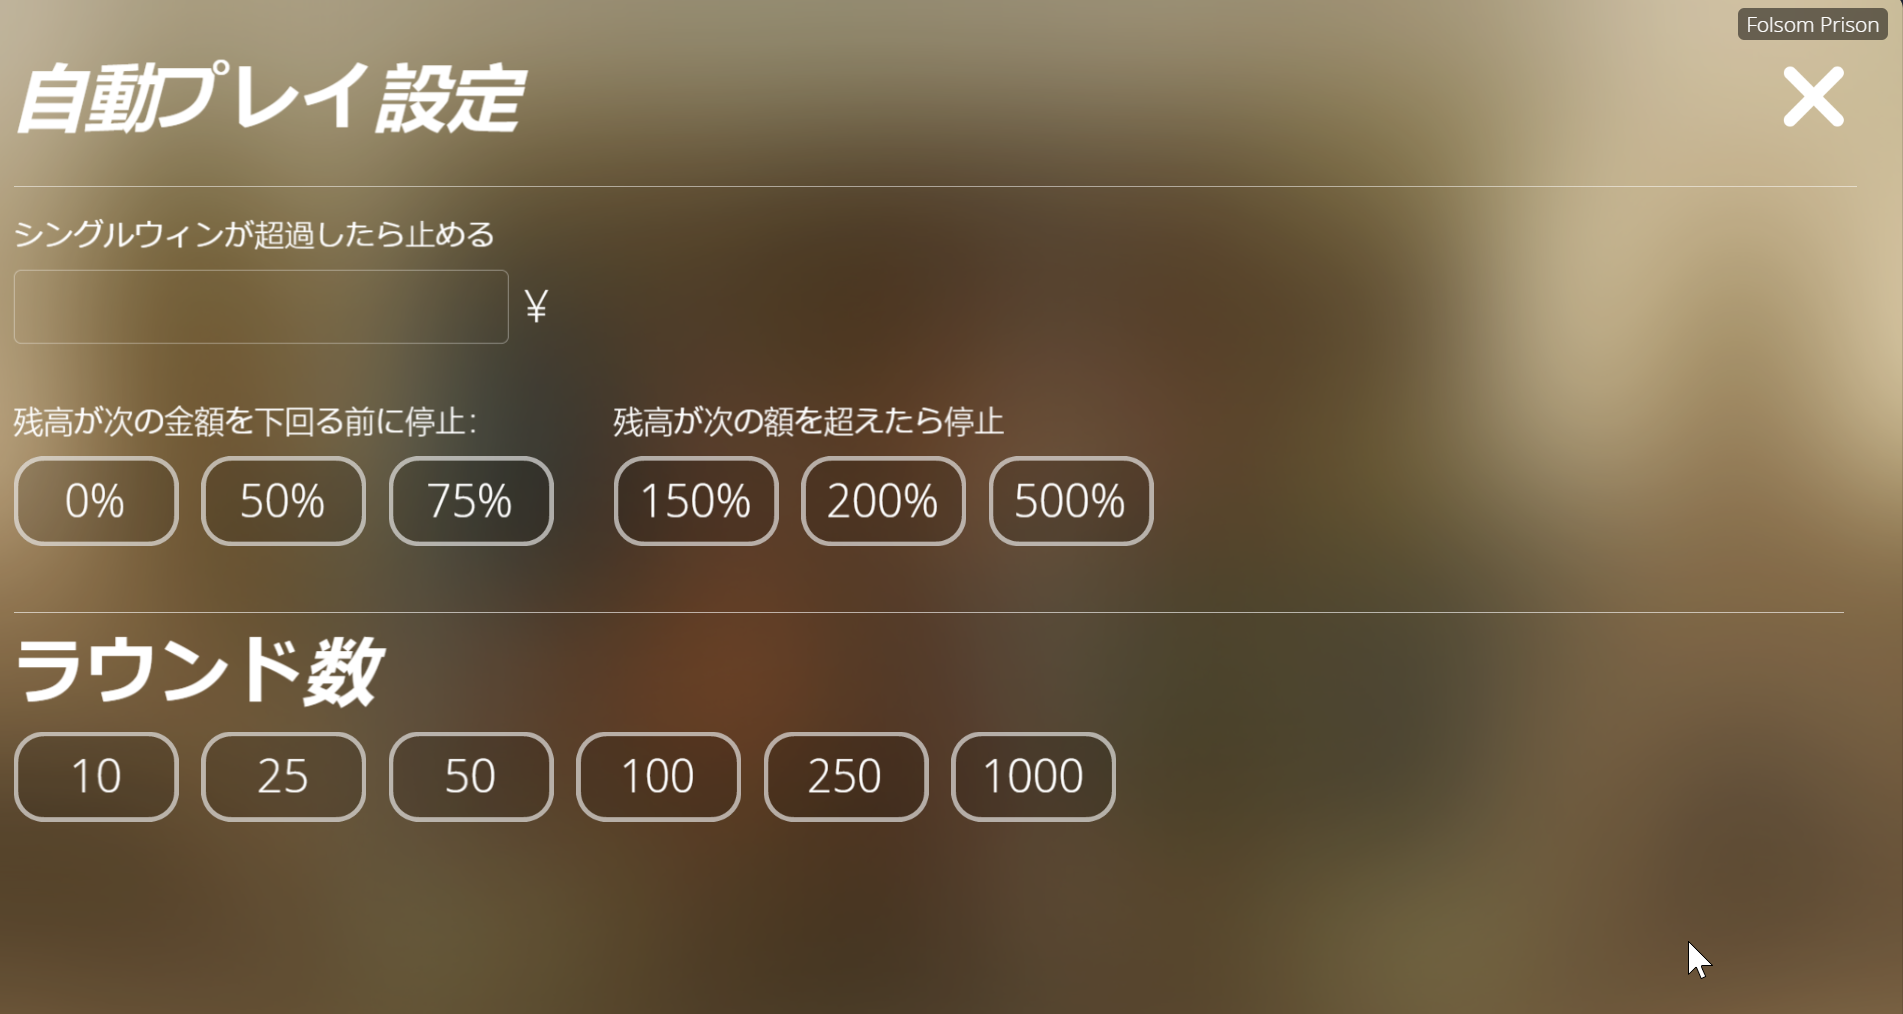 Folsom Prison
自動プレイ設定
シングルウィンが超過したら止める
¥
残高が次の金額を下回る前に停止:
0% 50% 75%
残高が次の額を超えたら停止
150% 200% 500%
ラウンド数
10 25 50 100 250 1000